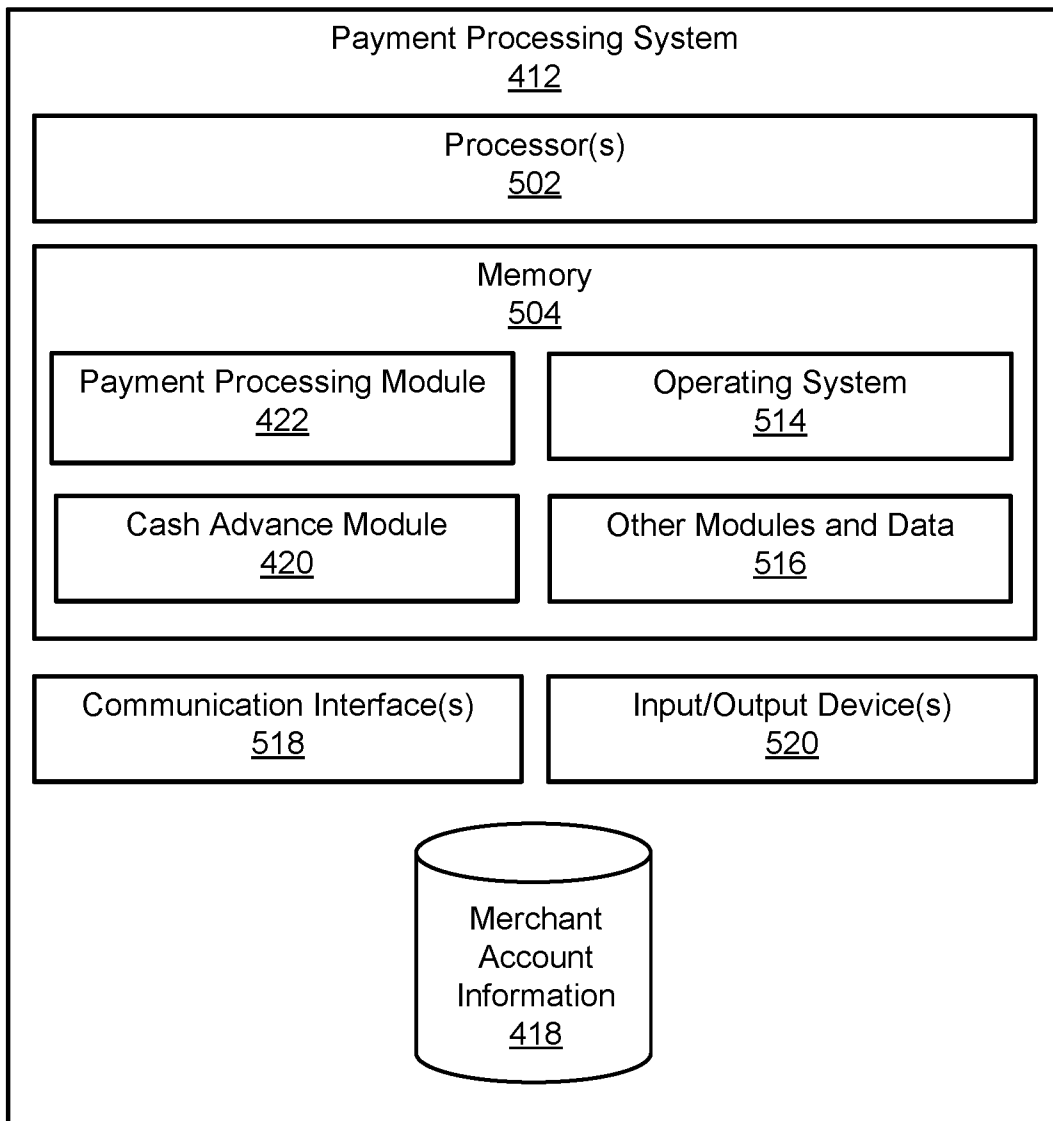 Payment Processing System
412
Processor(s)
502
Memory
504
Payment Processing Module
422
Operating System
514
Cash Advance Module
420
Other Modules and Data
516
Communication Interface(s)
518
Input/Output Device(s)
520
Merchant
Account
Information
418